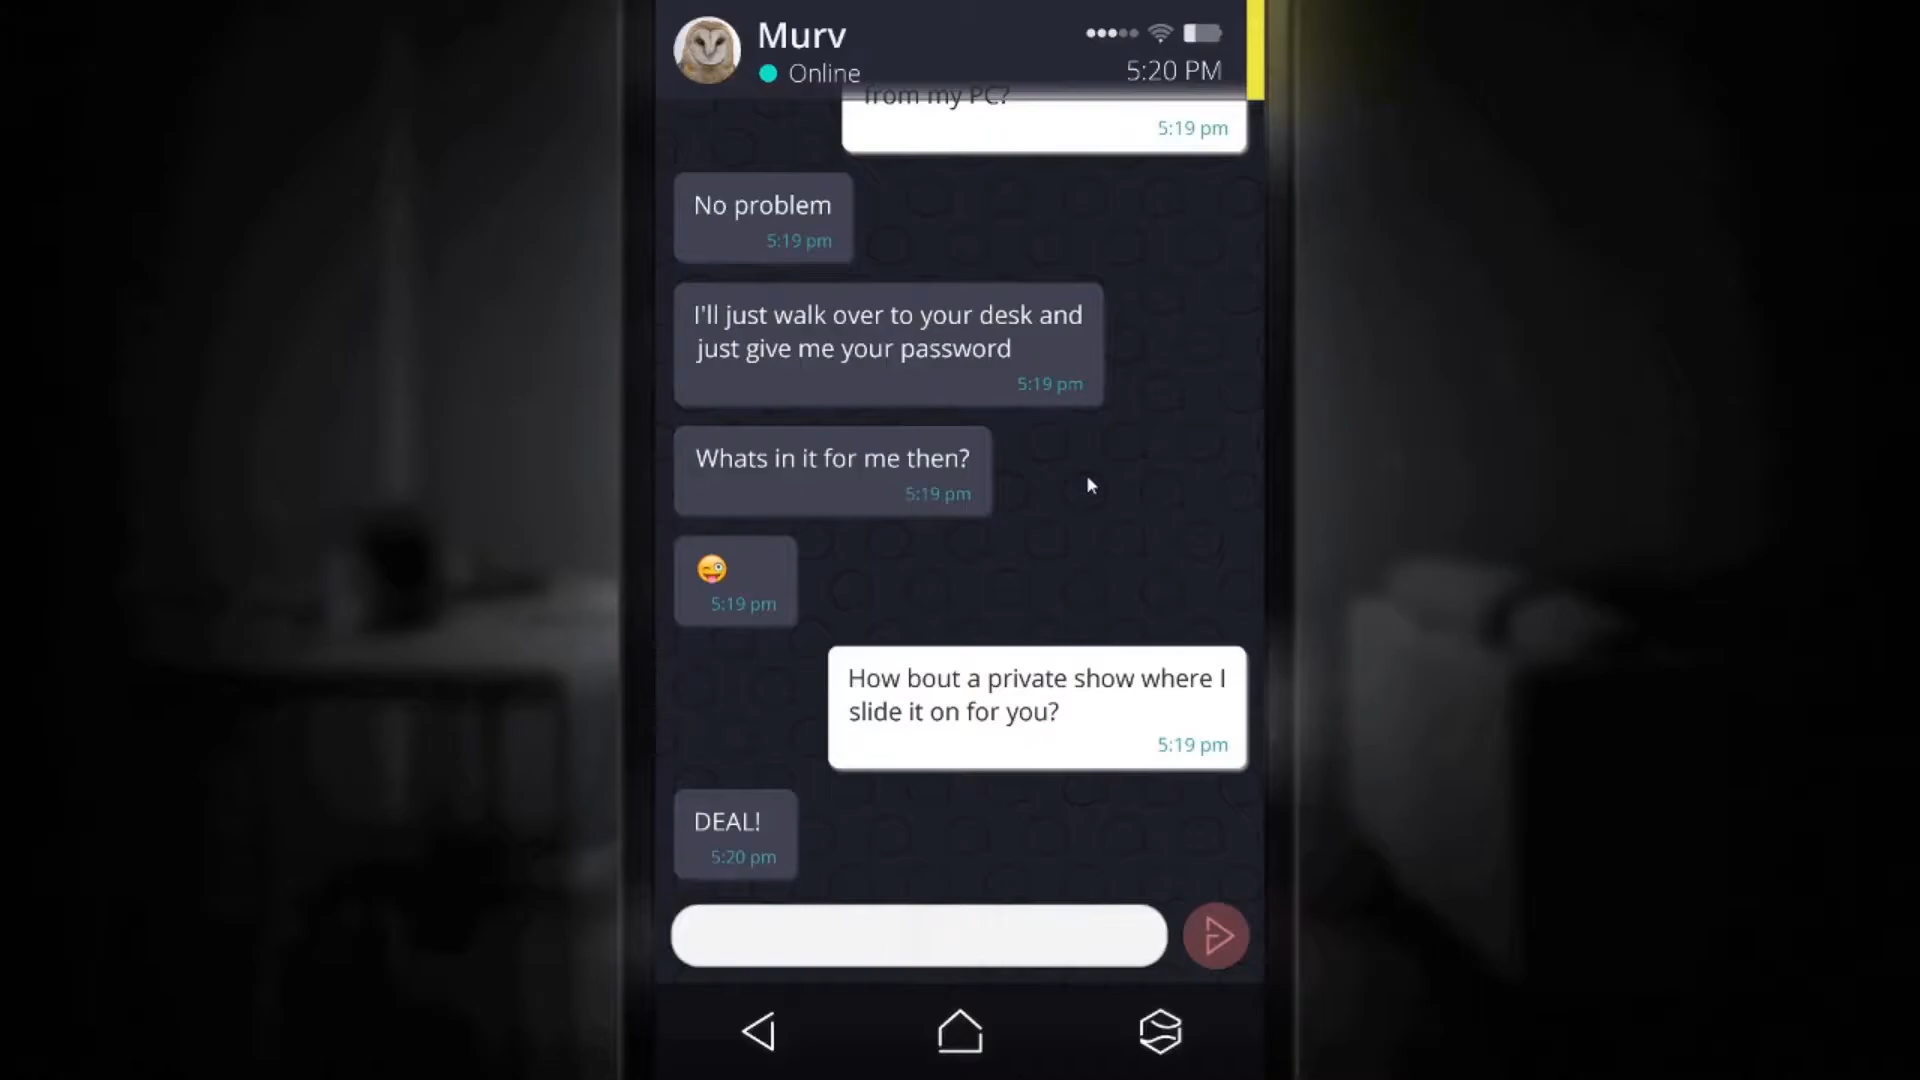 Murv
Online
5:20 PM
from my PC?
5:19 pm
No problem
5:19 pm
I'll just walk over to your desk and
just give me your password
5:19 pm
Whats in it for me then?
5:19 pm
5:19 pm
How bout a private show where I
slide it on for you?
5:19 pm
DEAL!
5:20 pm